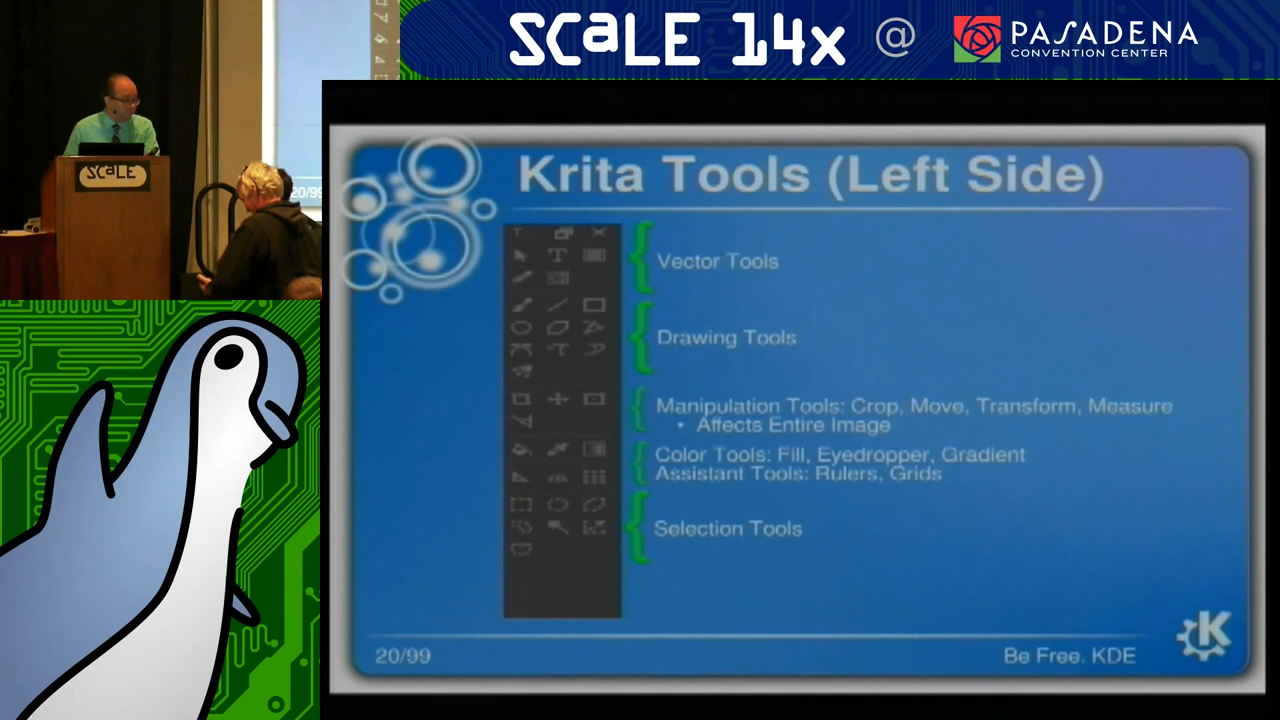 SCaLE 14x @ PASADENA
CONVENTION CENTER
SCaLE
20/99
Krita Tools (Left Side)
Vector Tools
Drawing Tools
Manipulation Tools: Crop, Move, Transform, Measure
• Affects Entire Image
Color Tools: Fill, Eyedropper, Gradient
Assistant Tools: Rulers, Grids
Selection Tools
20/99
Be Free. KDE